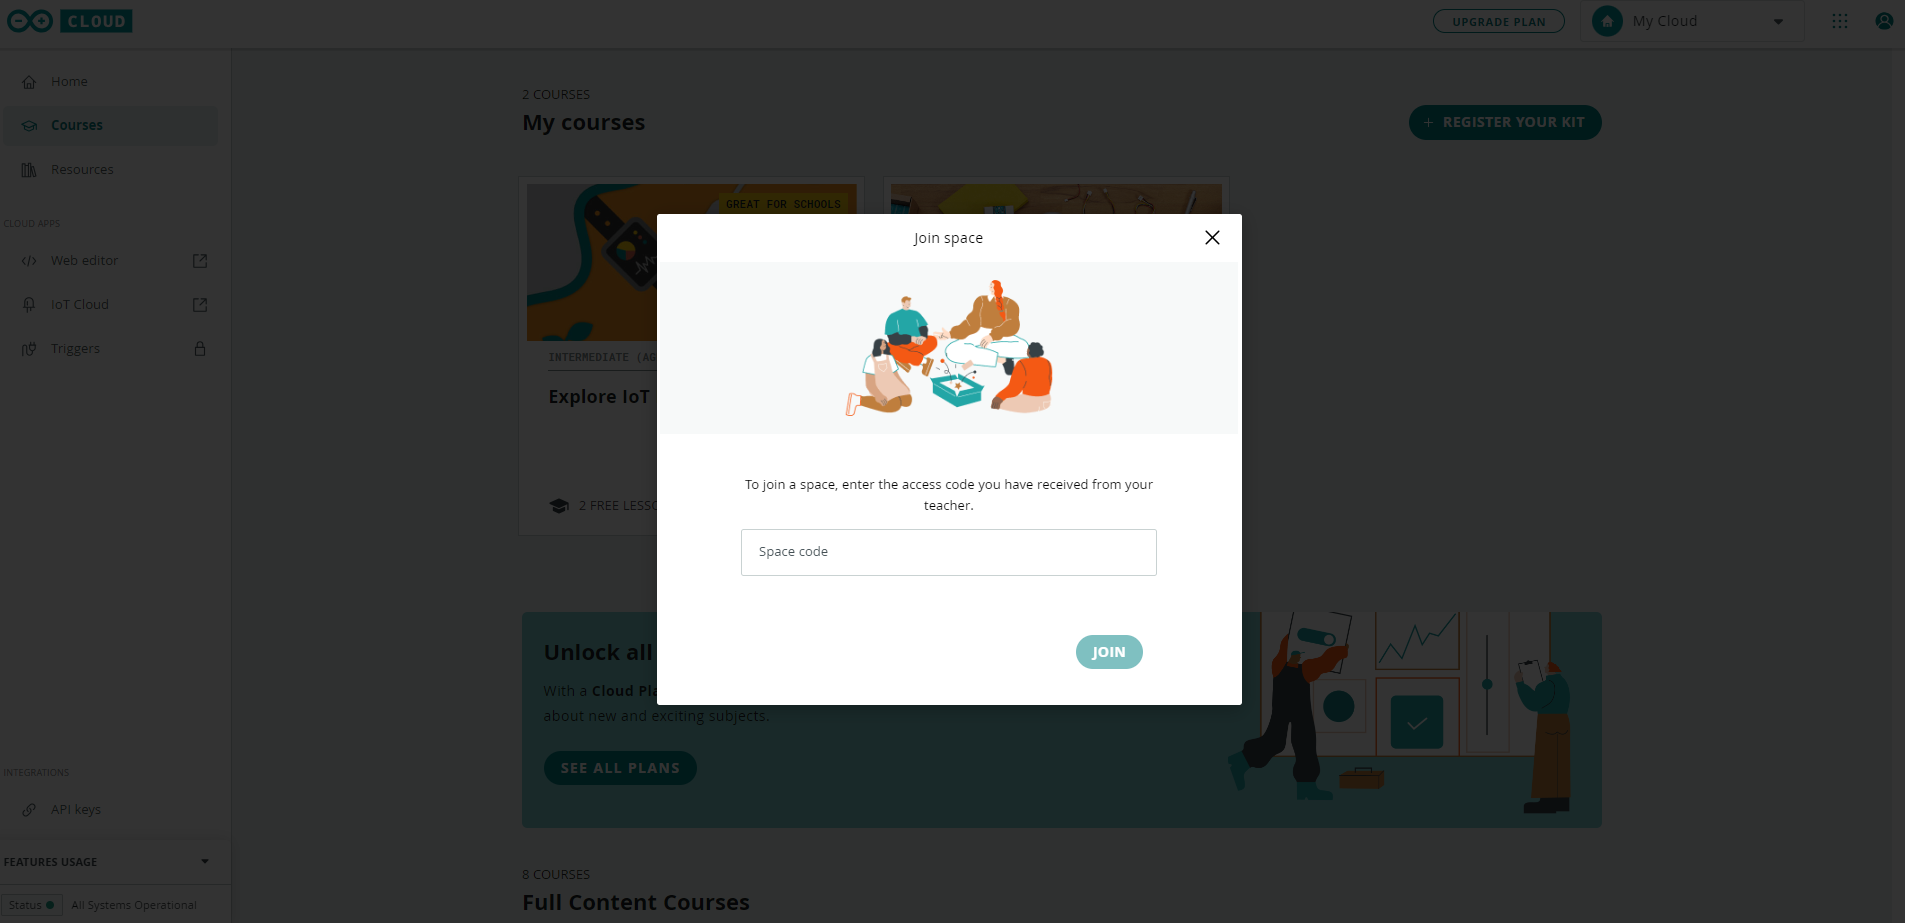 CLOUD
UPGRADE PLAN
My Cloud
Home
Courses
Resources
CLOUD APPS
Web editor
IoT Cloud
Triggers
INTEGRATIONS
API keys
FEATURES USAGE
Status
All Systems Operational
2 COURSES
My courses
+ REGISTER YOUR KIT
GREAT FOR SCHOOLS
INTERMEDIATE (AG
Explore IoT
2 FREE LESSO
Join space
To join a space, enter the access code you have received from your
teacher.
Space code
JOIN
Unlock all
With a Cloud Pla
about new and exciting subjects.
SEE ALL PLANS
8 COURSES
Full Content Courses